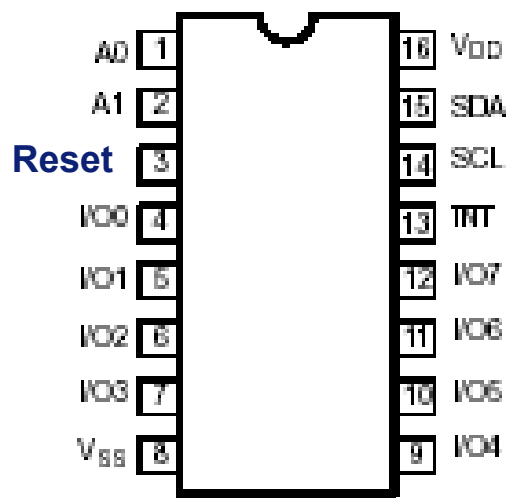 A0 1 16 VDD
A1 2 15 SDA
Reset 3 14 SCL
I/O0 4 13 INT
I/O1 5 12 I/O7
I/O2 6 11 I/O6
I/O3 7 10 I/O5
VSS 8 9 I/O4